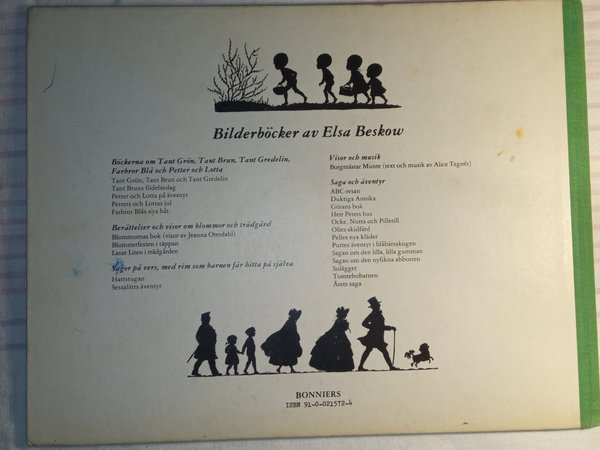 Bilderböcker av Elsa Beskow
Böckerna om Tant Grön, Tant Brun, Tant Gredelin,
Farbror Blå och Petter och Lotta
Tant Grön, Tant Brun och Tant Gredelin
Tant Bruns födelsedag
Petter och Lotta på äventyr
Petters och Lottas jul
Farbror Blås nya båt
Berättelser och visor om blommor och trädgård
Blommornas bok (visor av Jeanna Oterdahl)
Blomsterfesten i täppan
Lasse Liten i trädgården
Sagor på vers, med rim som barnen får hitta på själva
Hattstugan
Sessalätts äventyr
Visor och musik
Borgmästar Munte (text och musik av Alice Tegnér)
Saga och äventyr
ABC-resan
Duktiga Annika
Görans bok
Herr Peters hus
Ocke, Nutta och Pillerill
Olles skidfärd
Pelles nya kläder
Puttes äventyr i blåbärsskogen
Sagan om den lilla, lilla gumman
Sagan om den nyfikna abborren
Solägget
Tomtebobarnen
Årets saga
BONNIERS
ISBN 91-0-021572-4